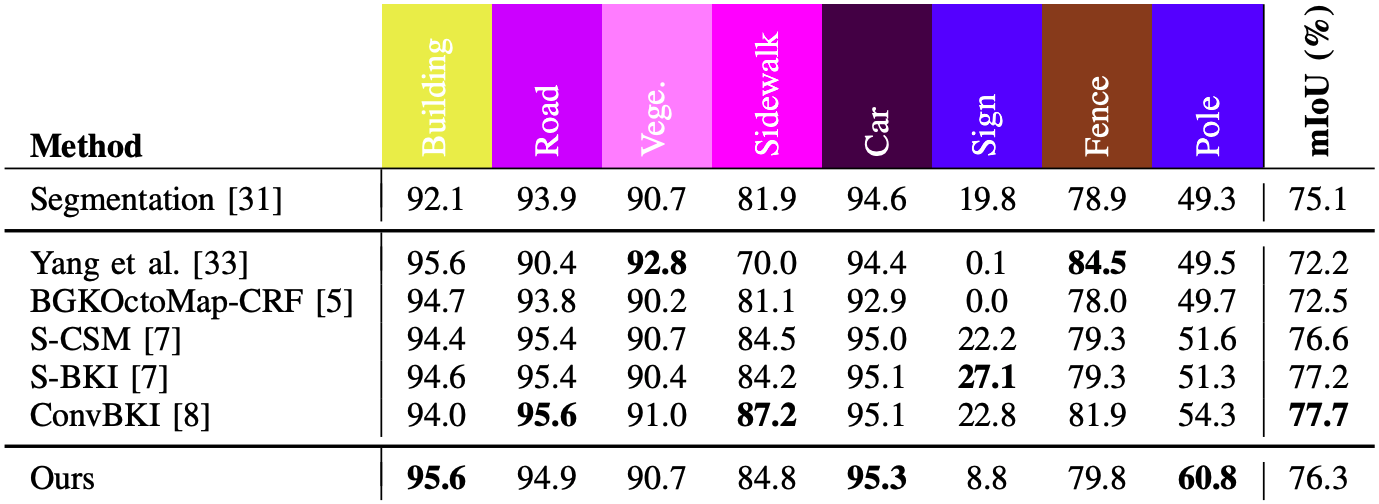 Method Building Road Vege. Sidewalk Car Sign Fence Pole mIoU (%)
Segmentation [31] 92.1 93.9 90.7 81.9 94.6 19.8 78.9 49.3 75.1
Yang et al. [33] 95.6 90.4 92.8 70.0 94.4 0.1 84.5 49.5 72.2
BGKOctoMap-CRF [5] 94.7 93.8 90.2 81.1 92.9 0.0 78.0 49.7 72.5
S-CSM [7] 94.4 95.4 90.7 84.5 95.0 22.2 79.3 51.6 76.6
S-BKI [7] 94.6 95.4 90.4 84.2 95.1 27.1 79.3 51.3 77.2
ConvBKI [8] 94.0 95.6 91.0 87.2 95.1 22.8 81.9 54.3 77.7
Ours 95.6 94.9 90.7 84.8 95.3 8.8 79.8 60.8 76.3